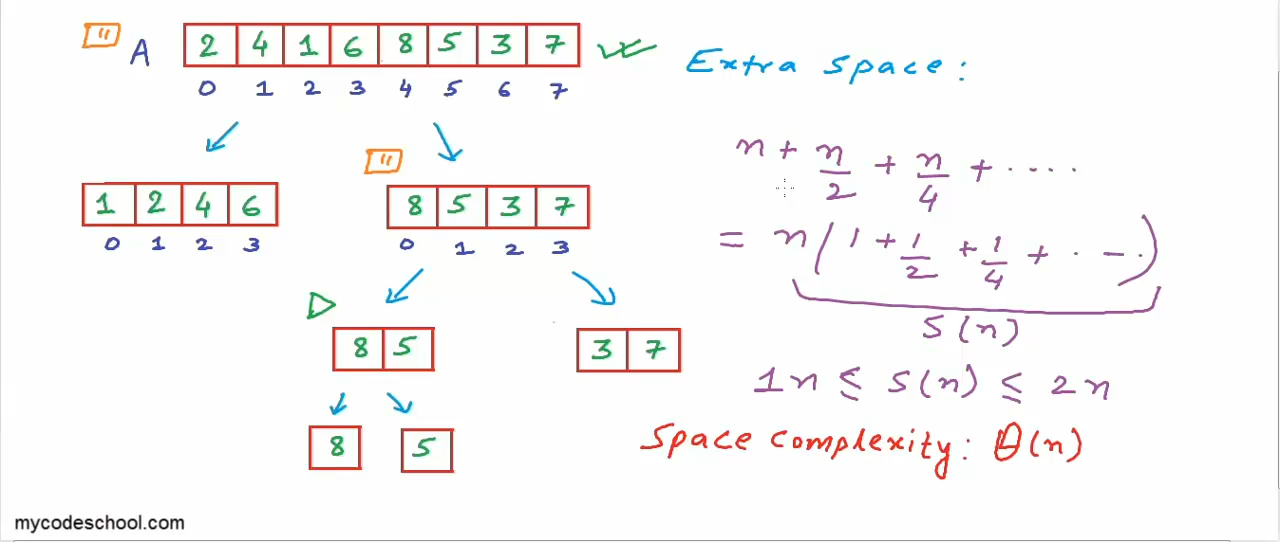 " A 2 4 1 6 8 5 3 7 Extra space:
0 1 2 3 4 5 6 7
n + n/2 + n/4 + ....
"
1 2 4 6 8 5 3 7
0 1 2 3 0 1 2 3
= n(1 + 1/2 + 1/4 + ....)
S(n)
8 5 3 7
1n ≤ S(n) ≤ 2n
8 5
Space complexity: θ(n)
mycodeschool.com